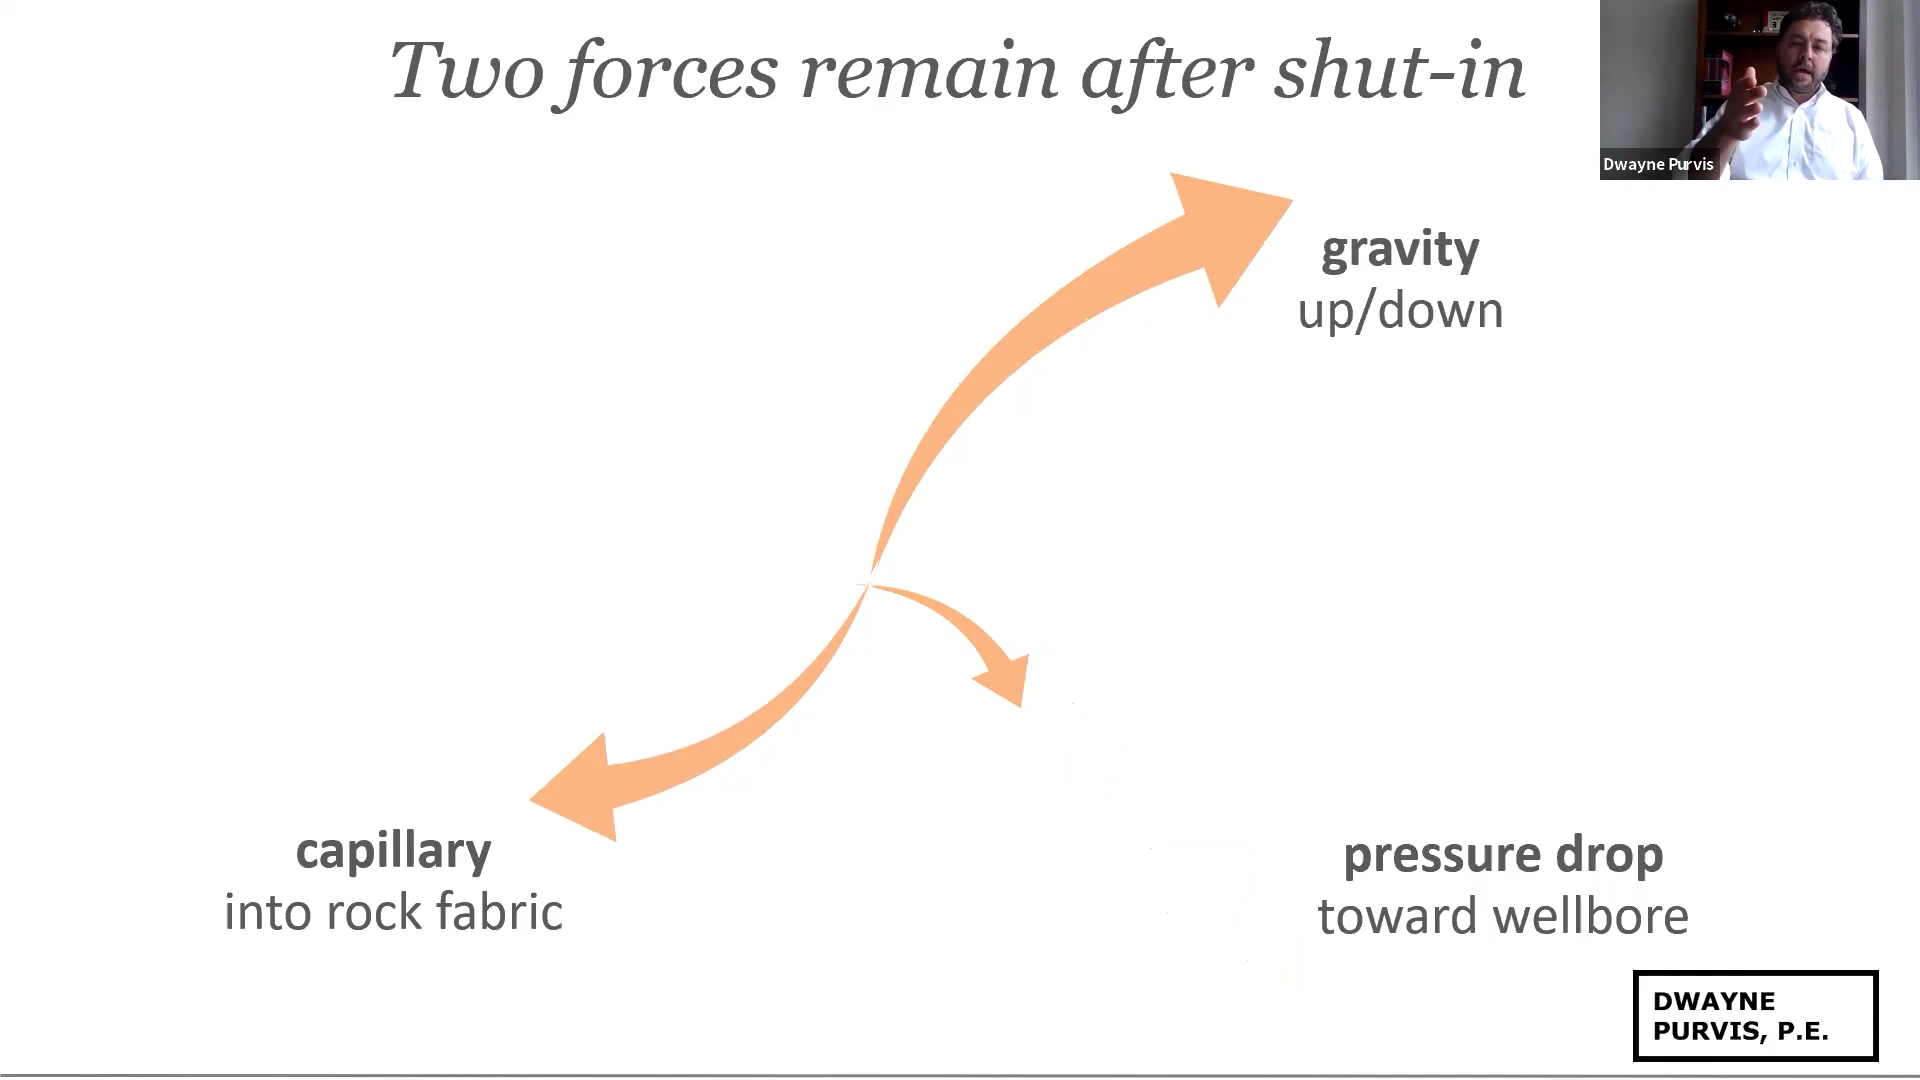 Two forces remain after shut-in
Dwayne Purvis
gravity
up/down
capillary
into rock fabric
pressure drop
toward wellbore
DWAYNE
PURVIS, P.E.